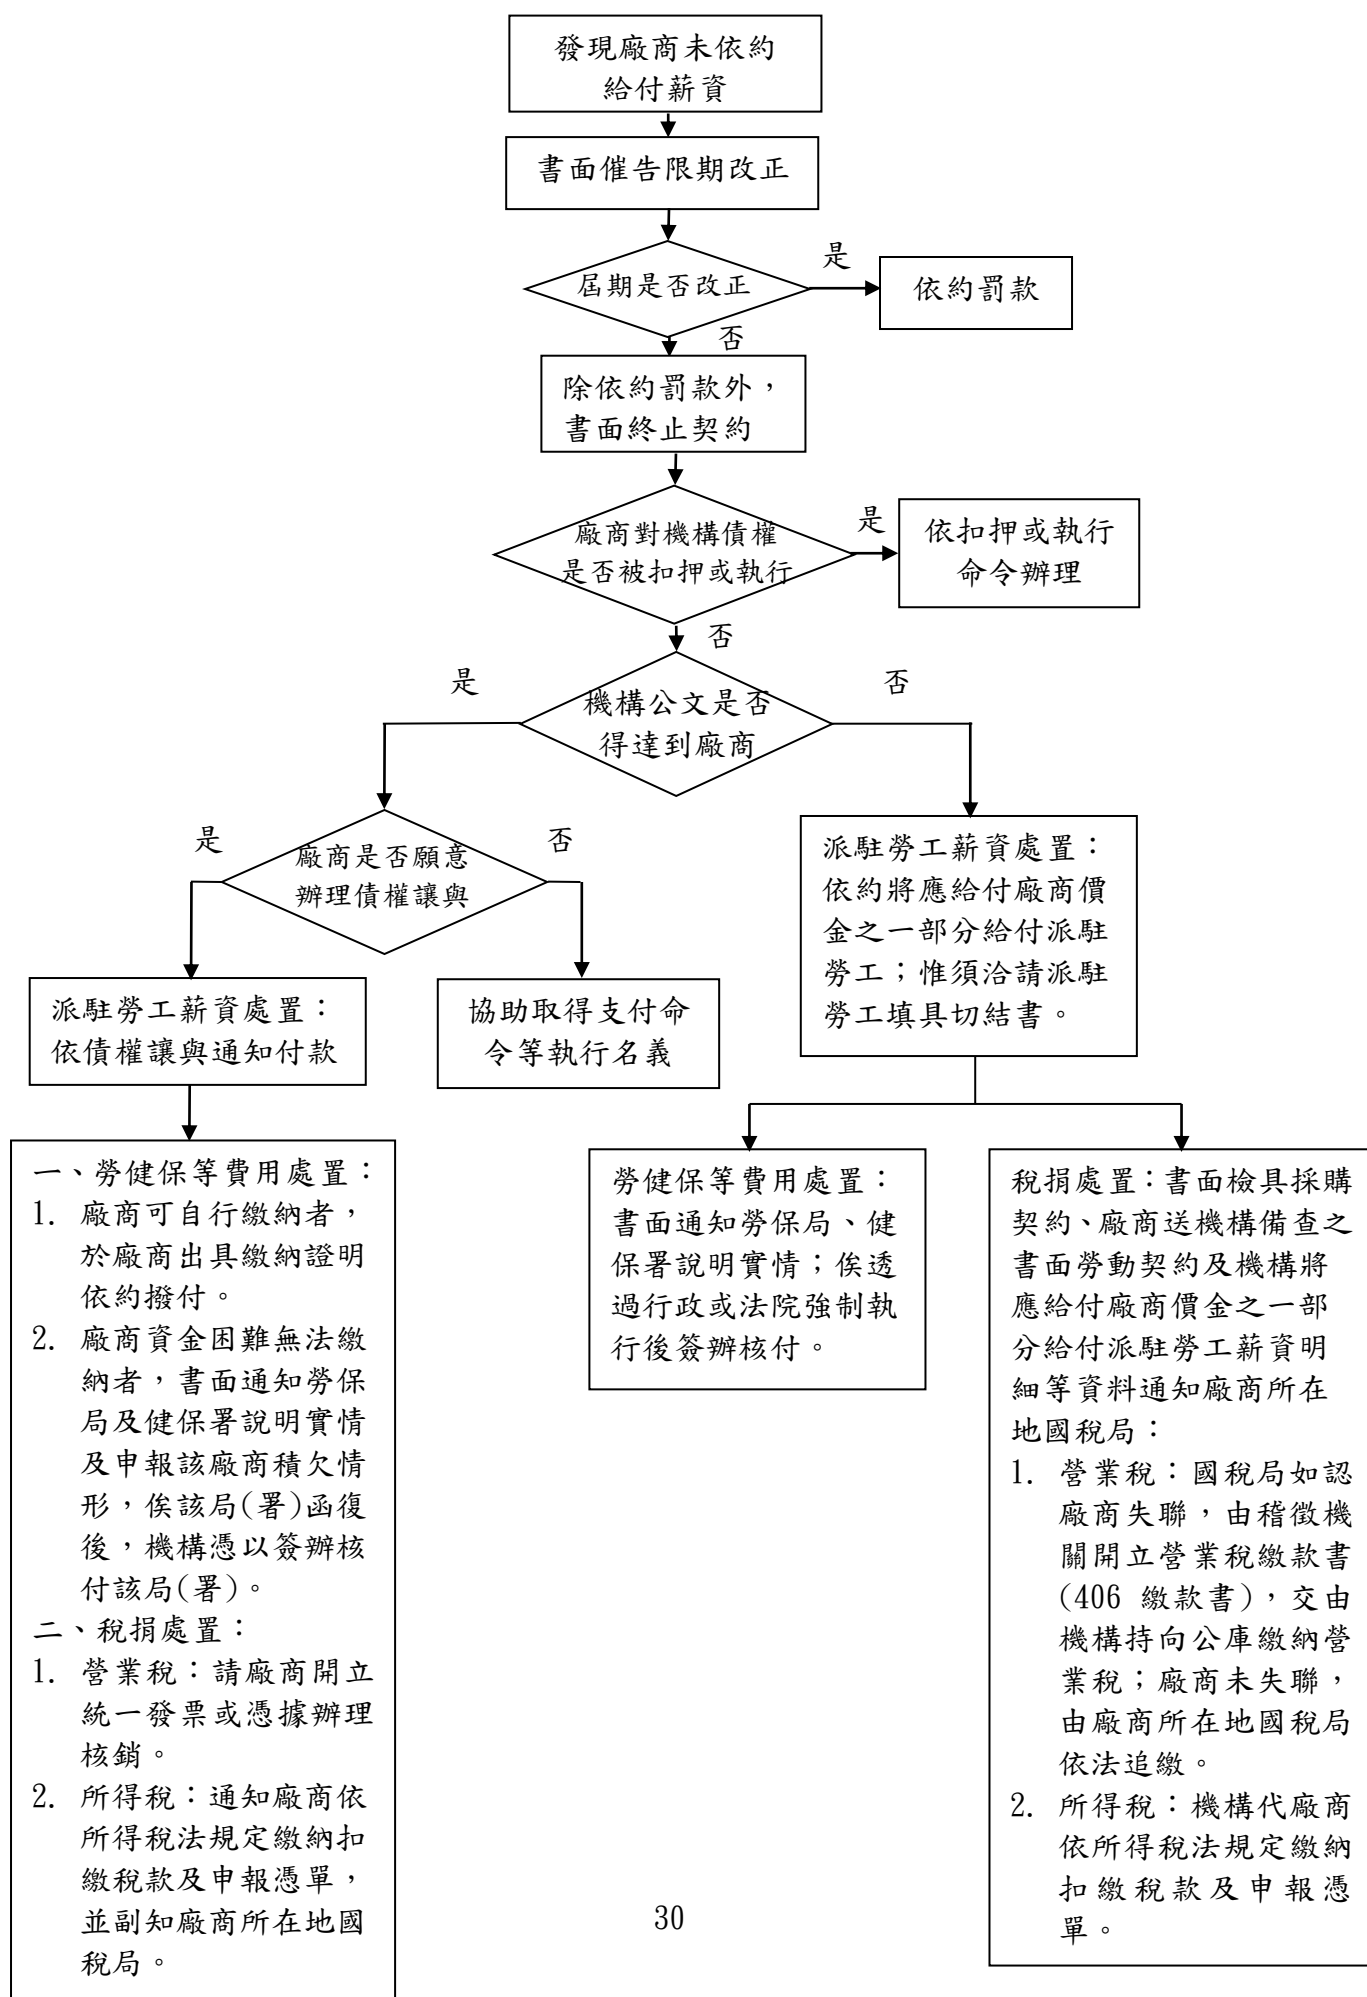 發現廠商未依約
給付薪資
書面催告限期改正
屆期是否改正
是
依約罰款
否
除依約罰款外，
書面終止契約
廠商對機構債權
是否被扣押或執行
是
依扣押或執行
命令辦理
否
機構公文是否
得達到廠商
是
否
廠商是否願意
辦理債權讓與
是
否
派駐勞工薪資處置：
依債權讓與通知付款
協助取得支付命
令等執行名義
派駐勞工薪資處置：
依約將應給付廠商價
金之一部分給付派駐
勞工；惟須洽請派駐
勞工填具切結書。
一、勞健保等費用處置：
1. 廠商可自行繳納者，
於廠商出具繳納證明
依約撥付。
2. 廠商資金困難無法繳
納者，書面通知勞保
局及健保署說明實情
及申報該廠商積欠情
形，俟該局(署)函復
後，機構憑以簽辦核
付該局(署)。
二、稅捐處置：
1. 營業稅：請廠商開立
統一發票或憑據辦理
核銷。
2. 所得稅：通知廠商依
所得稅法規定繳納扣
繳稅款及申報憑單，
並副知廠商所在地國
稅局。
勞健保等費用處置：
書面通知勞保局、健
保署說明實情；俟透
過行政或法院強制執
行後簽辦核付。
稅捐處置：書面檢具採購
契約、廠商送機構備查之
書面勞動契約及機構將
應給付廠商價金之一部
分給付派駐勞工薪資明
細等資料通知廠商所在
地國稅局：
1. 營業稅：國稅局如認
廠商失聯，由稽徵機
關開立營業稅繳款書
(406 繳款書)，交由
機構持向公庫繳納營
業稅；廠商未失聯，
由廠商所在地國稅局
依法追繳。
2. 所得稅：機構代廠商
依所得稅法規定繳納
扣繳稅款及申報憑
單。
30